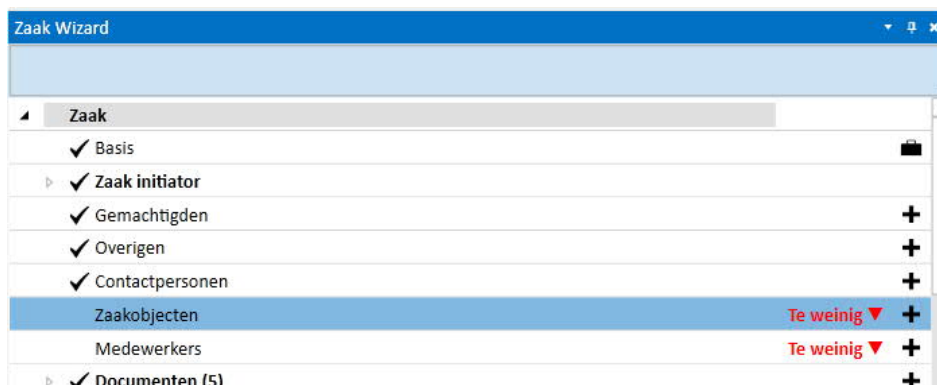 Zaak Wizard
Zaak
Basis
Zaak initiator
Gemachtigden
Overigen
Contactpersonen
Zaakobjecten Te weinig
Medewerkers Te weinig
Documenten (5)